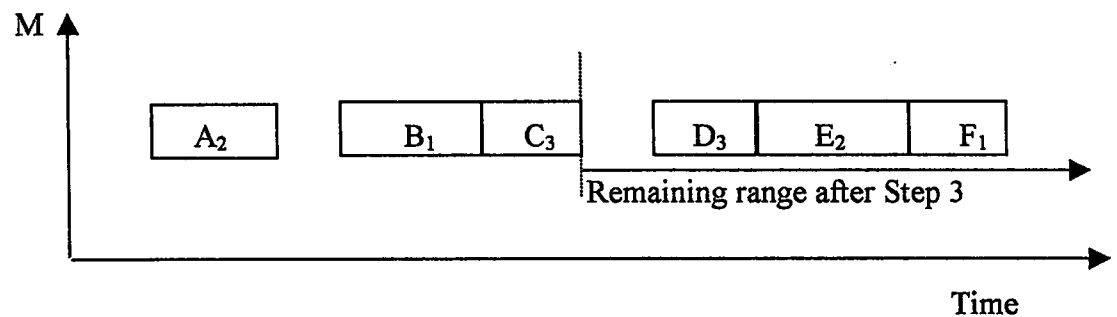 M
A₂ B₁ C₃ D₃ E₂ F₁
Remaining range after Step 3
Time